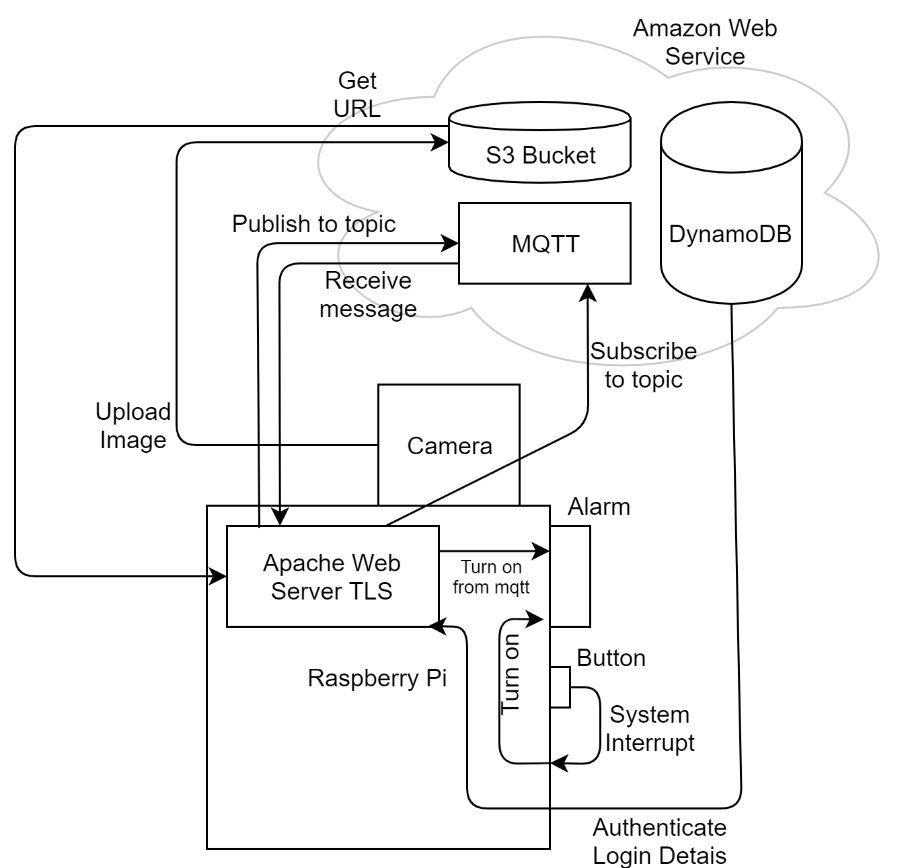 Amazon Web
Service
Get
URL
S3 Bucket
DynamoDB
Publish to topic
MQTT
Receive
message
Subscribe
to topic
Upload
Image
Camera
Alarm
Apache Web
Server TLS
Turn on
from mqtt
Turn on
Button
Raspberry Pi
System
Interrupt
Authenticate
Login Detais